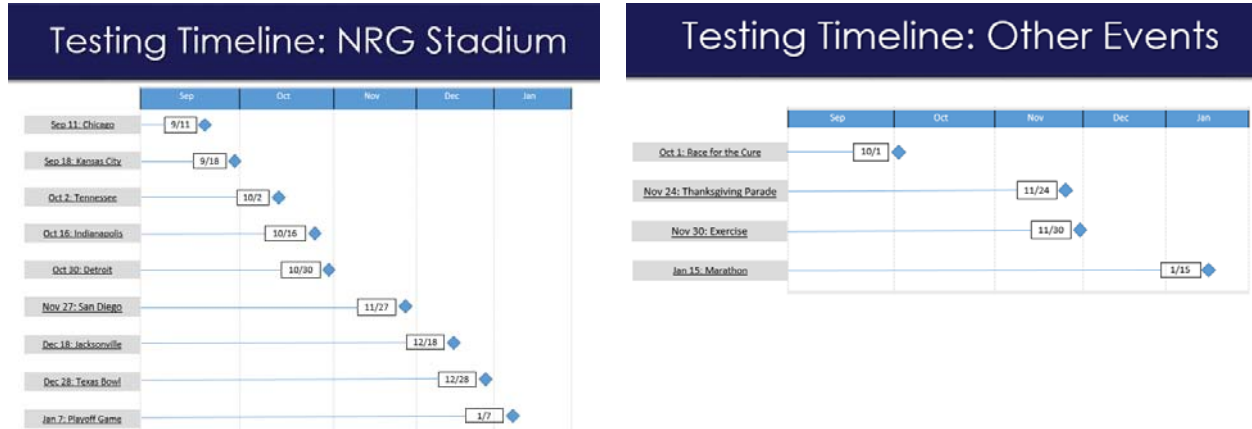 Testing Timeline: NRG Stadium
Sep Oct Nov Dec Jan
Sep 11: Chicago 9/11
Sep 18: Kansas City 9/18
Oct 2: Tennessee 10/2
Oct 16: Indianapolis 10/16
Oct 30: Detroit 10/30
Nov 27: San Diego 11/27
Dec 18: Jacksonville 12/18
Dec 28: Texas Bowl 12/28
Jan 7: Playoff Game 1/7
Testing Timeline: Other Events
Sep Oct Nov Dec Jan
Oct 1: Race for the Cure 10/1
Nov 24: Thanksgiving Parade 11/24
Nov 30: Exercise 11/30
Jan 15: Marathon 1/15